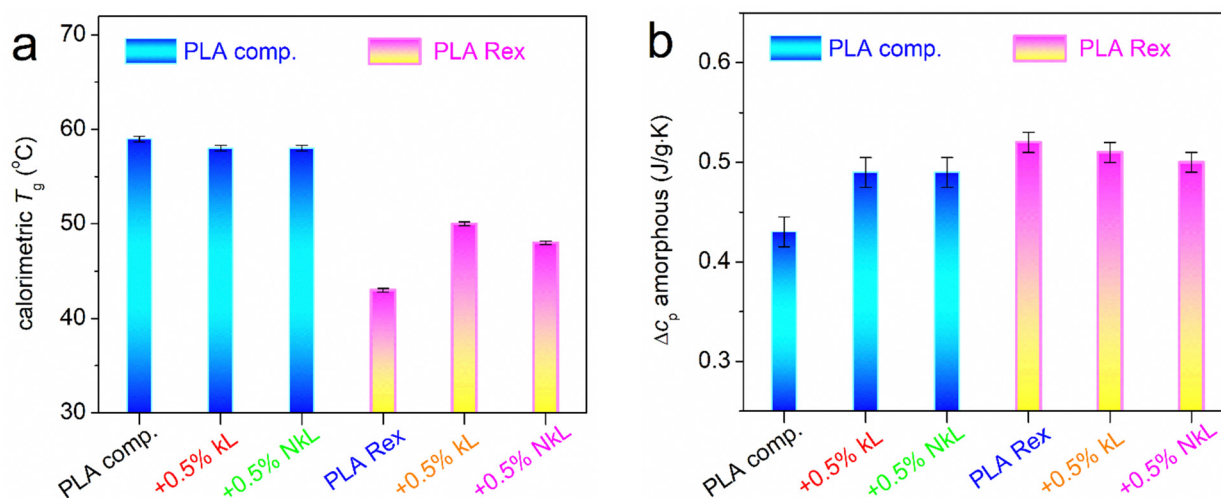 a
PLA comp.
PLA Rex
calorimetric Tg (°C)
70
60
50
40
30
PLA comp.
+0.5% kL
+0.5% NkL
PLA Rex
+0.5% kL
+0.5% NkL
b
PLA comp.
PLA Rex
Δcp amorphous (J/g·K)
0.6
0.5
0.4
0.3
PLA comp.
+0.5% kL
+0.5% NkL
PLA Rex
+0.5% kL
+0.5% NkL